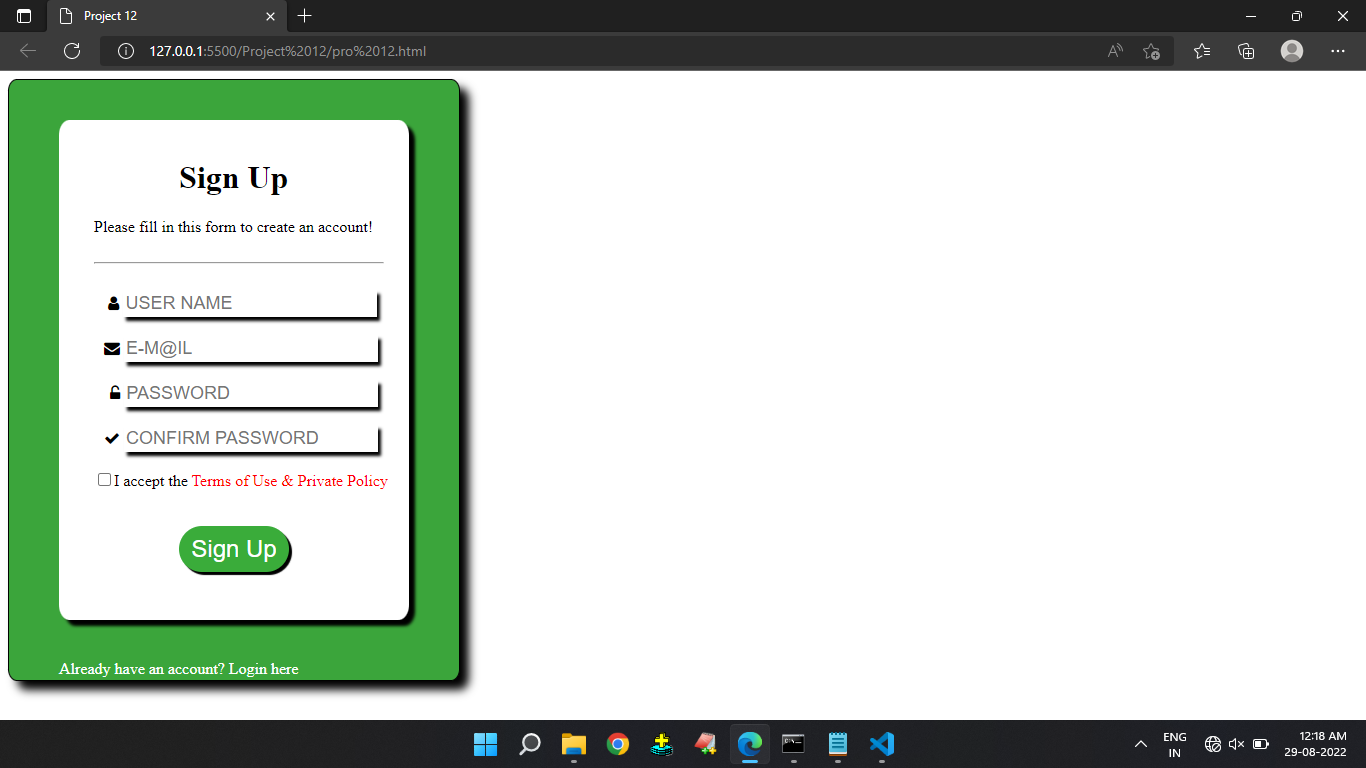 Project 12
127.0.0.1:5500/Project%2012/pro%2012.html
Sign Up
Please fill in this form to create an account!
USER NAME
E-M@IL
PASSWORD
CONFIRM PASSWORD
I accept the Terms of Use & Private Policy
Sign Up
Already have an account? Login here
ENG
IN
12:18 AM
29-08-2022